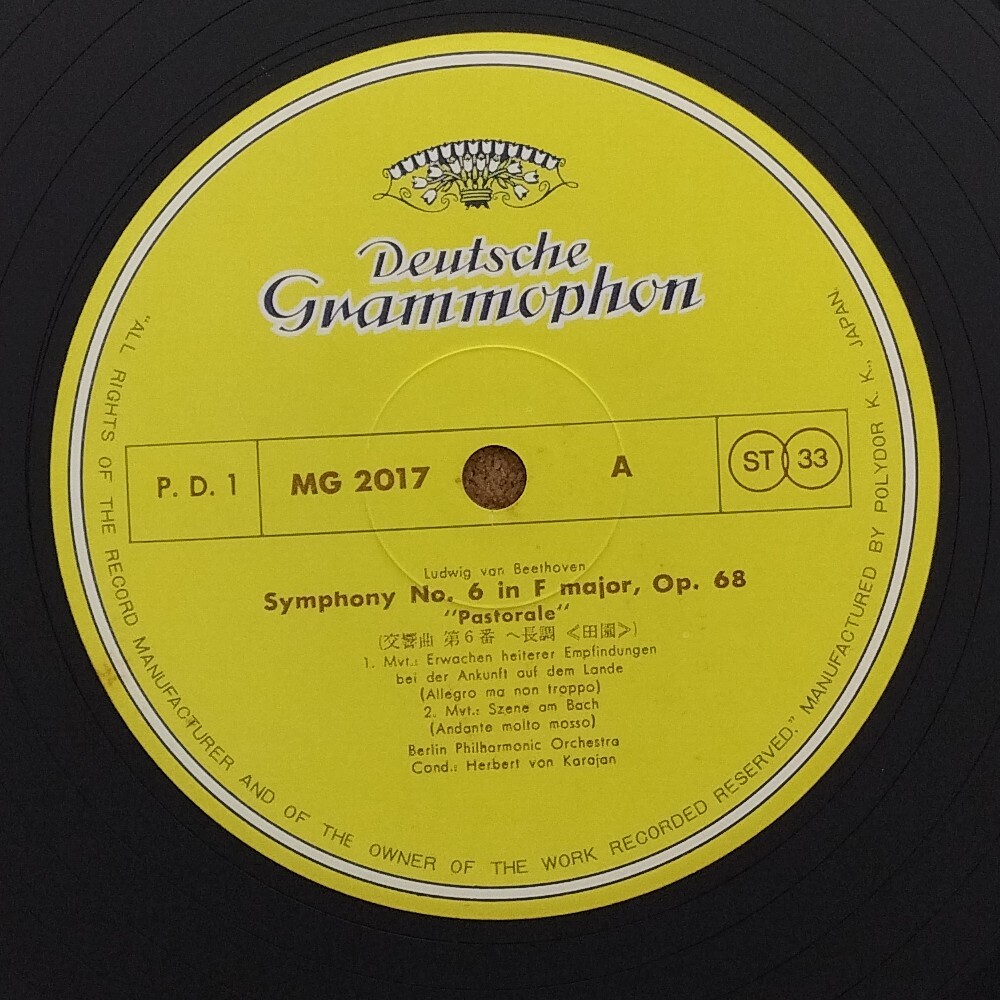 Deutsche
Grammophon
P. D. 1 MG 2017 A ST 33
Ludwig van Beethoven
Symphony No. 6 in F major, Op. 68
"Pastorale"
(交響曲 第6番 ヘ長調 《田園》)
1. Mvt.: Erwachen heiterer Empfindungen
bei der Ankunft auf dem Lande
(Allegro ma non troppo)
2. Mvt.: Szene am Bach
(Andante molto mosso)
Berlin Philharmonic Orchestra
Cond.: Herbert von Karajan
"ALL RIGHTS OF THE RECORD MANUFACTURER AND OF THE OWNER OF THE WORK RECORDED RESERVED." MANUFACTURED BY POLYDOR K. K., JAPAN.